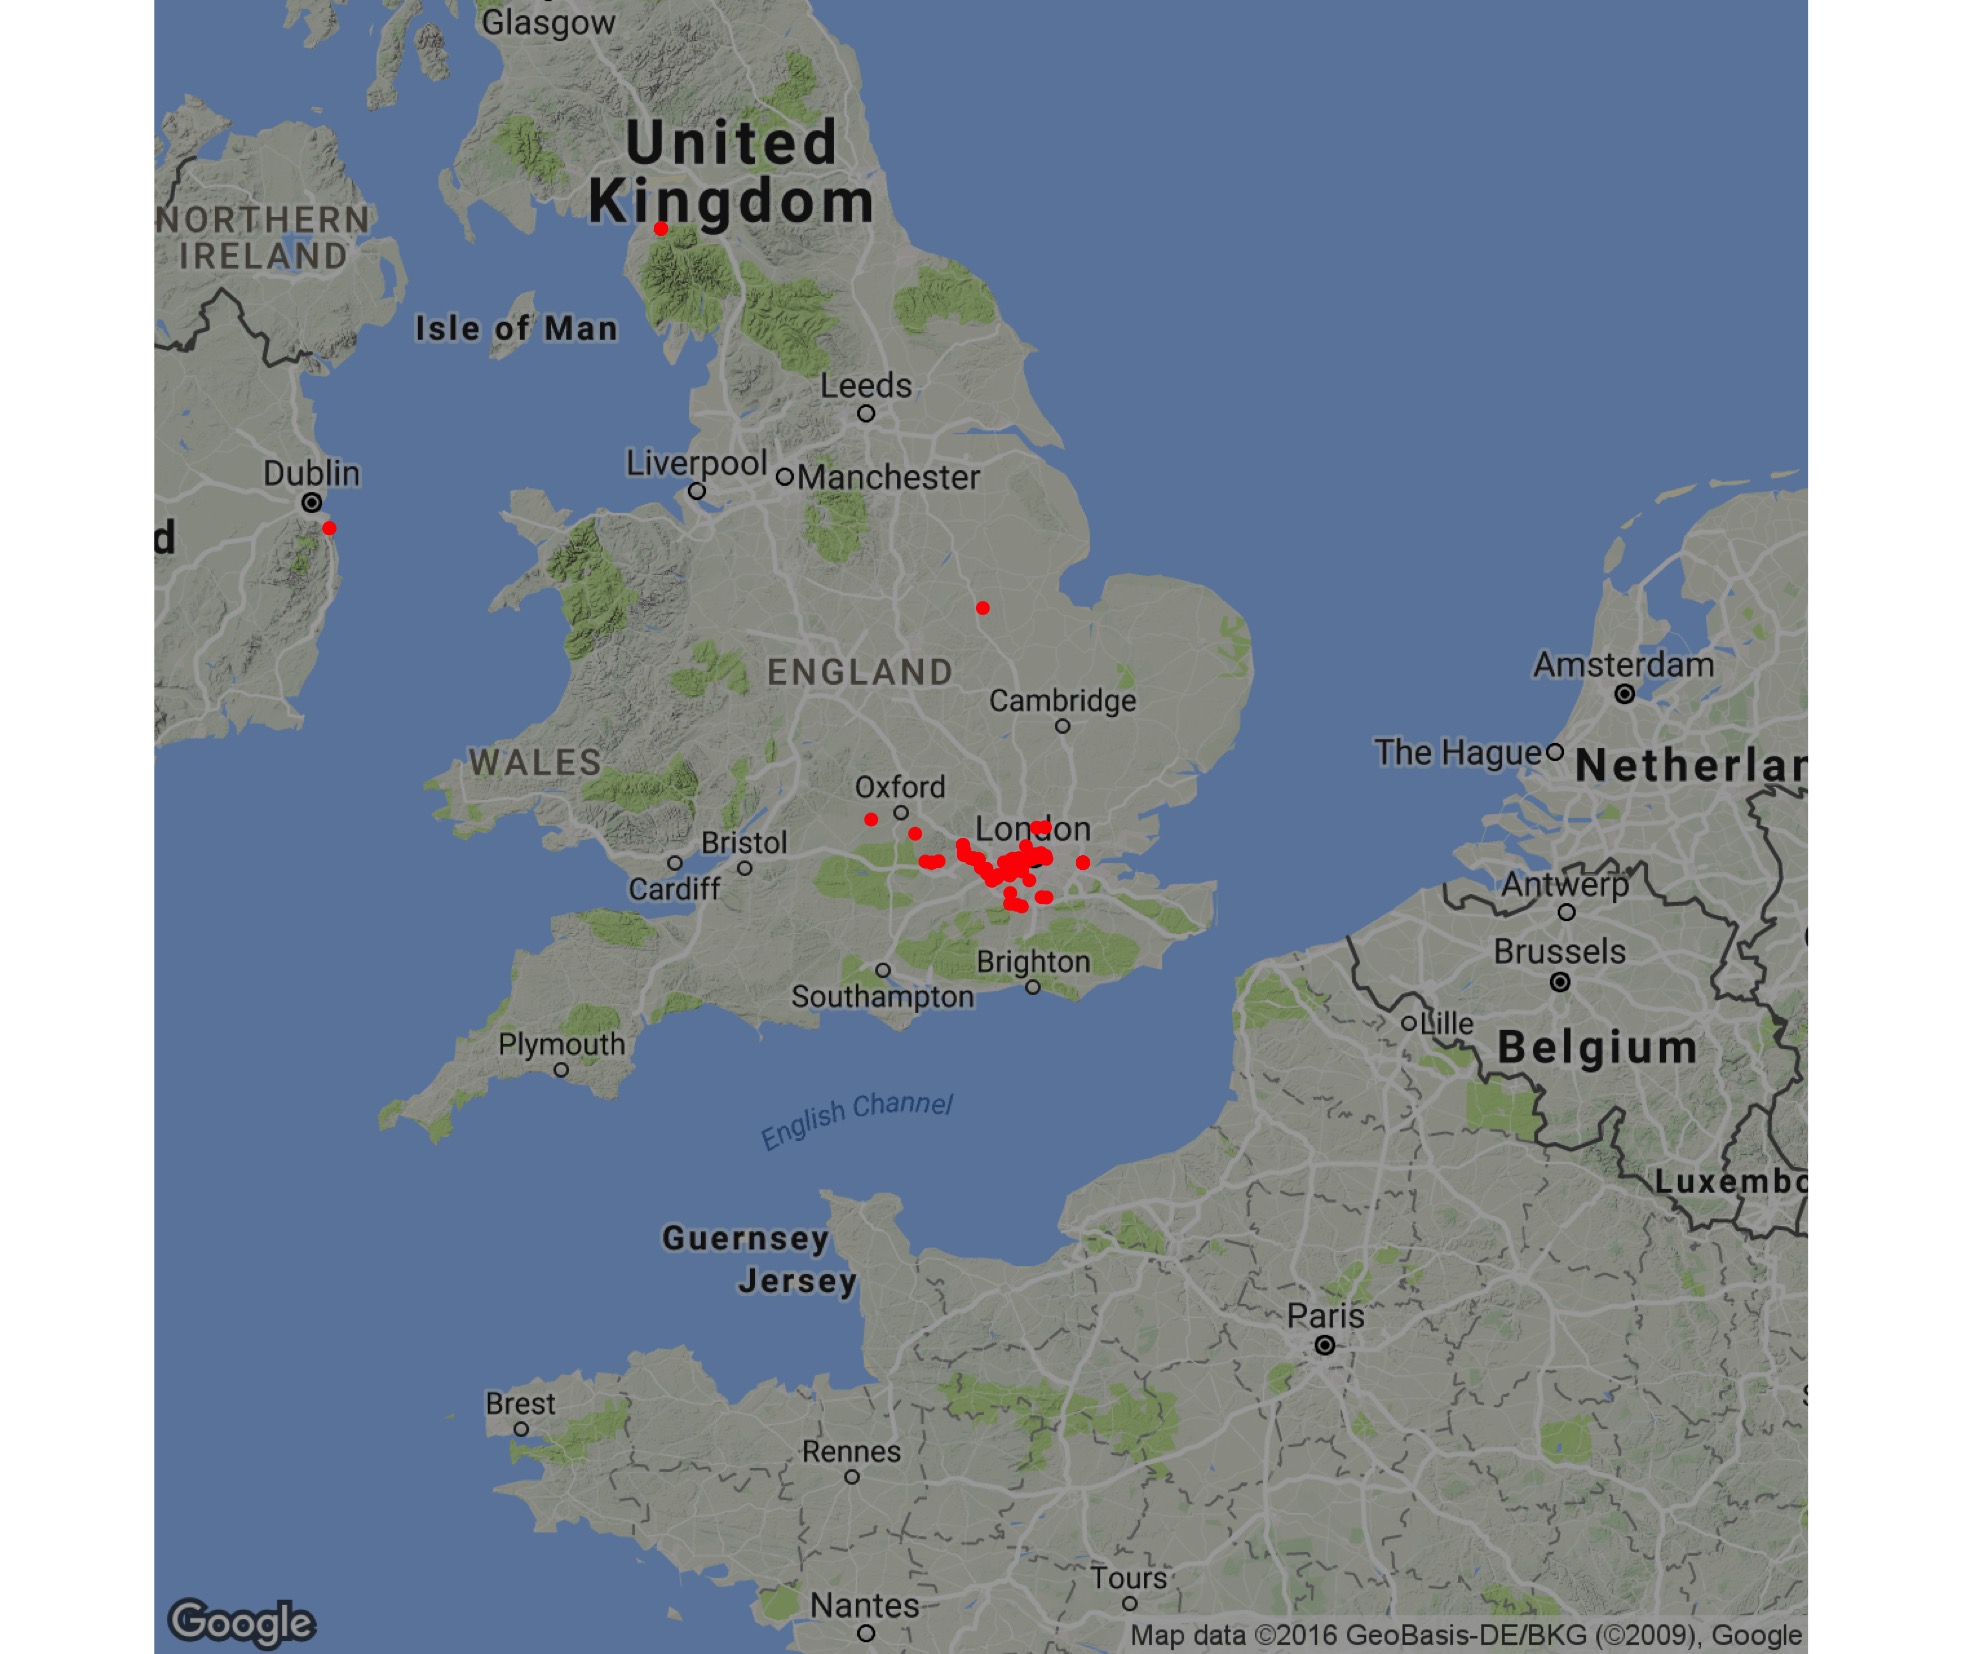 Glasgow
United
Kingdom
NORTHERN
IRELAND
Isle of Man
Leeds
Liverpool
Manchester
Dublin
d
ENGLAND
Cambridge
Amsterdam
The Hague
Netherlan
WALES
Oxford
London
Bristol
Cardiff
Antwerp
Brussels
Brighton
Southampton
Lille
Belgium
Plymouth
English Channel
Luxembo
Guernsey
Jersey
Paris
Brest
Rennes
Tours
Nantes
Google
Map data ©2016 GeoBasis-DE/BKG (©2009), Google